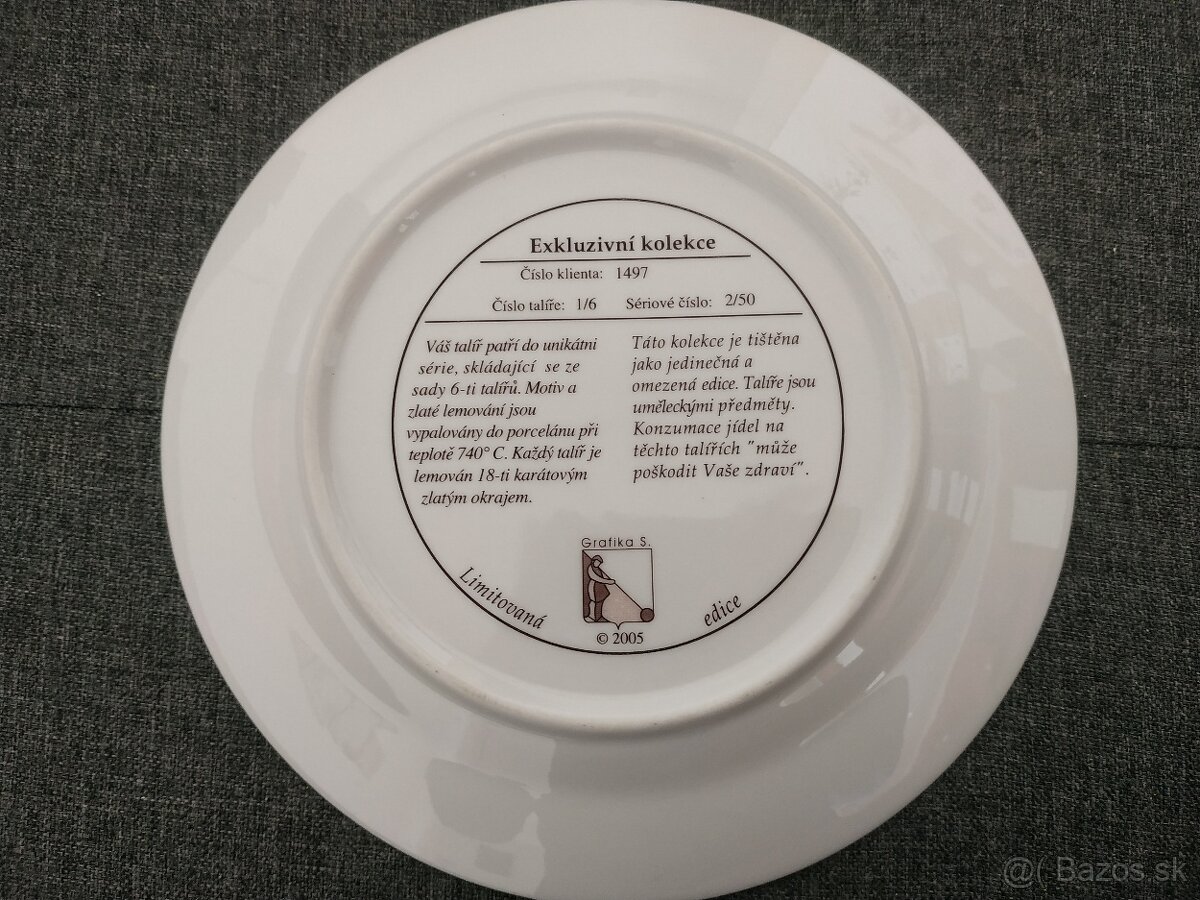 Exkluzivní kolekce
Číslo klienta: 1497
Číslo talíře: 1/6 Sériové číslo: 2/50
Váš talíř patří do unikátni
série, skládající se ze
sady 6-ti talířů. Motiv a
zlaté lemování jsou
vypalovány do porcelánu při
teplotě 740° C. Každý talíř je
lemován 18-ti karátovým
zlatým okrajem.
Táto kolekce je tištěna
jako jedinečná a
omezená edice. Talíře jsou
uměleckými předměty.
Konzumace jídel na
těchto talířích "může
poškodit Vaše zdraví".
Grafika S.
Limitovaná edice
© 2005
@( Bazos.sk